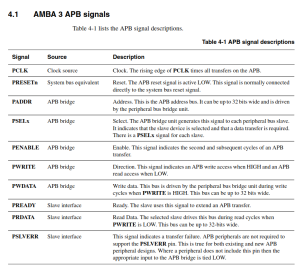 4.1 AMBA 3 APB signals
Table 4-1 lists the APB signal descriptions.
Table 4-1 APB signal descriptions
Signal Source Description
PCLK Clock source Clock. The rising edge of PCLK times all transfers on the APB.
PRESETn System bus equivalent Reset. The APB reset signal is active LOW. This signal is normally connected
directly to the system bus reset signal.
PADDR APB bridge Address. This is the APB address bus. It can be up to 32 bits wide and is driven
by the peripheral bus bridge unit.
PSELx APB bridge Select. The APB bridge unit generates this signal to each peripheral bus slave.
It indicates that the slave device is selected and that a data transfer is required.
There is a PSELx signal for each slave.
PENABLE APB bridge Enable. This signal indicates the second and subsequent cycles of an APB
transfer.
PWRITE APB bridge Direction. This signal indicates an APB write access when HIGH and an APB
read access when LOW.
PWDATA APB bridge Write data. This bus is driven by the peripheral bus bridge unit during write
cycles when PWRITE is HIGH. This bus can be up to 32 bits wide.
PREADY Slave interface Ready. The slave uses this signal to extend an APB transfer.
PRDATA Slave interface Read Data. The selected slave drives this bus during read cycles when
PWRITE is LOW. This bus can be up to 32-bits wide.
PSLVERR Slave interface This signal indicates a transfer failure. APB peripherals are not required to
support the PSLVERR pin. This is true for both existing and new APB
peripheral designs. Where a peripheral does not include this pin then the
appropriate input to the APB bridge is tied LOW.